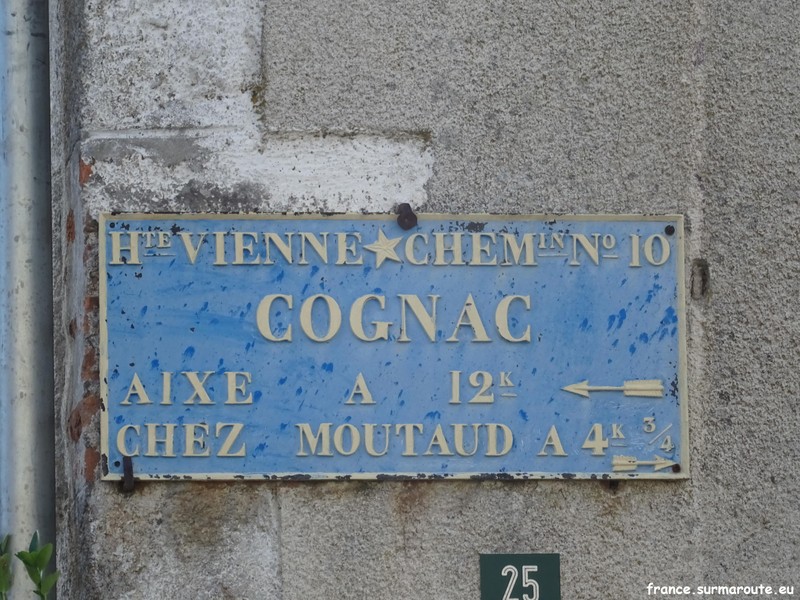 HTE VIENNE ★ CHEMIN NO 10
COGNAC
AIXE A 12K
CHEZ MOUTAUD A 4K 3/4
25
france.surmaroute.eu